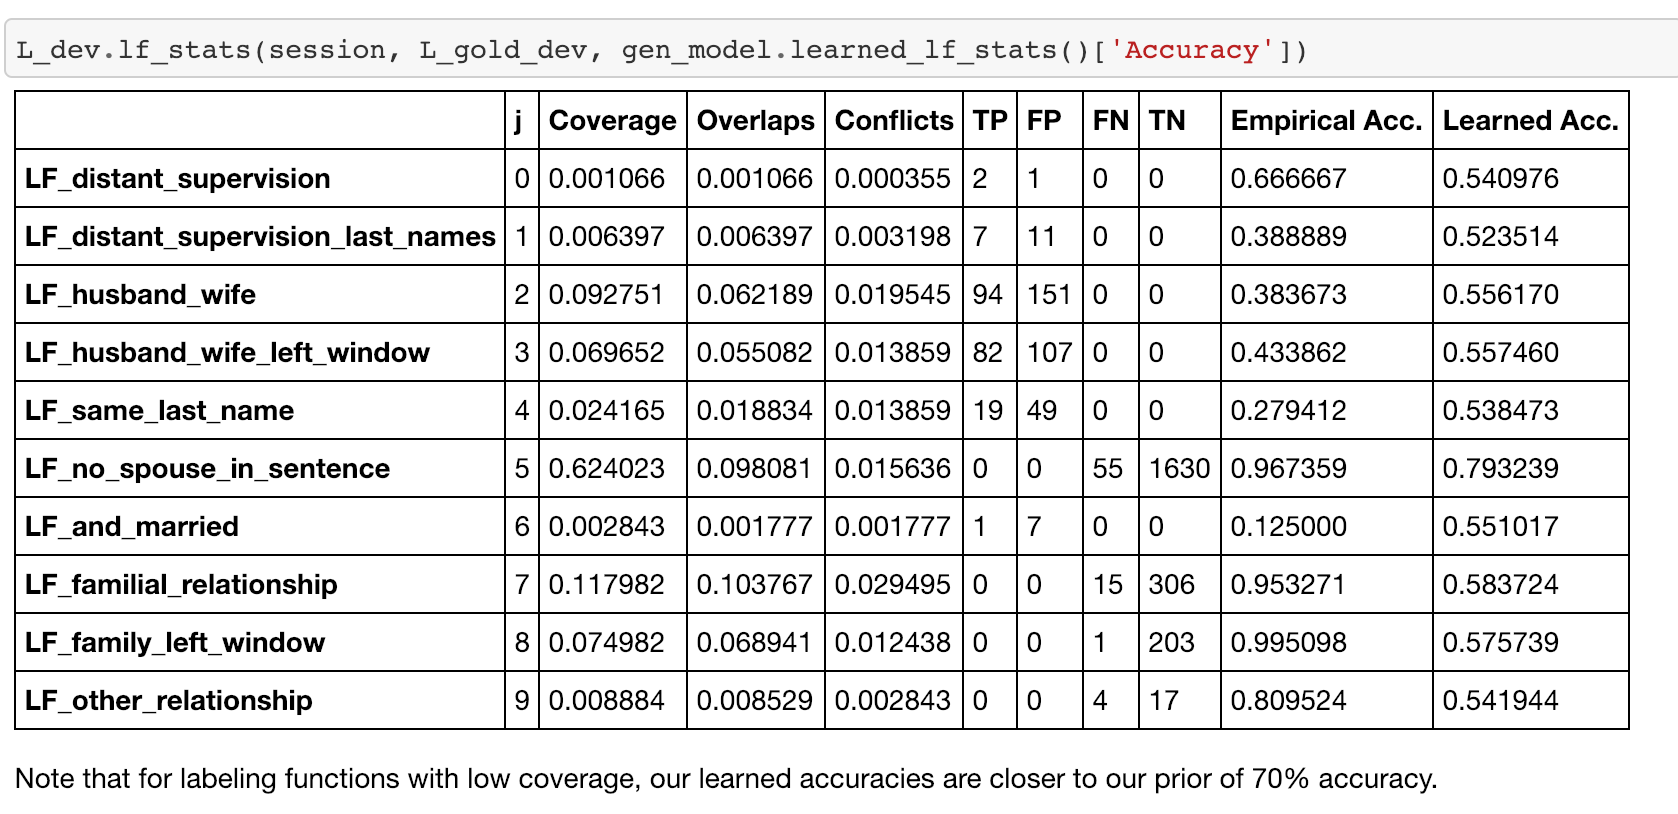 L_dev.lf_stats(session, L_gold_dev, gen_model.learned_lf_stats()['Accuracy'])
j Coverage Overlaps Conflicts TP FP FN TN Empirical Acc. Learned Acc.
LF_distant_supervision 0 0.001066 0.001066 0.000355 2 1 0 0 0.666667 0.540976
LF_distant_supervision_last_names 1 0.006397 0.006397 0.003198 7 11 0 0 0.388889 0.523514
LF_husband_wife 2 0.092751 0.062189 0.019545 94 151 0 0 0.383673 0.556170
LF_husband_wife_left_window 3 0.069652 0.055082 0.013859 82 107 0 0 0.433862 0.557460
LF_same_last_name 4 0.024165 0.018834 0.013859 19 49 0 0 0.279412 0.538473
LF_no_spouse_in_sentence 5 0.624023 0.098081 0.015636 0 0 55 1630 0.967359 0.793239
LF_and_married 6 0.002843 0.001777 0.001777 1 7 0 0 0.125000 0.551017
LF_familial_relationship 7 0.117982 0.103767 0.029495 0 0 15 306 0.953271 0.583724
LF_family_left_window 8 0.074982 0.068941 0.012438 0 0 1 203 0.995098 0.575739
LF_other_relationship 9 0.008884 0.008529 0.002843 0 0 4 17 0.809524 0.541944
Note that for labeling functions with low coverage, our learned accuracies are closer to our prior of 70% accuracy.